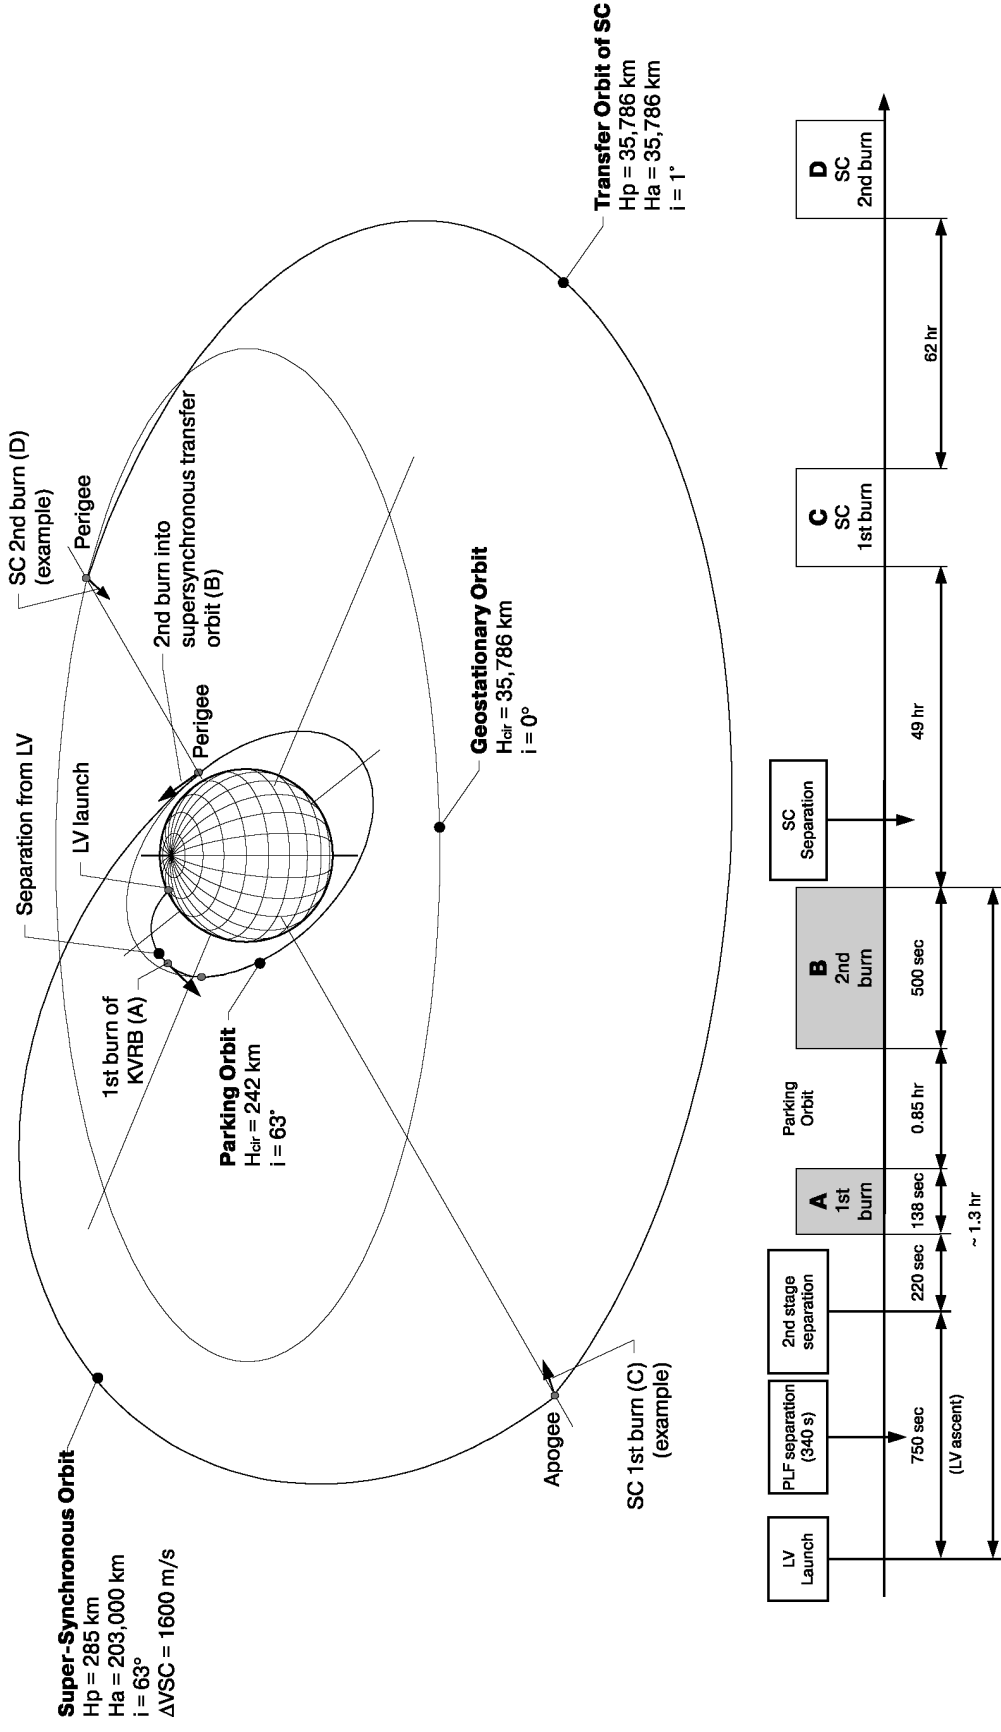 Super-Synchronous Orbit
Hp = 285 km
Ha = 203,000 km
i = 63°
ΔVSC = 1600 m/s
Separation from LV
LV launch
1st burn of
KVRB (A)
Parking Orbit
Hcir = 242 km
i = 63°
SC 2nd burn (D)
(example)
Perigee
2nd burn into
supersynchronous transfer
orbit (B)
Perigee
Transfer Orbit of SC
Hp = 35,786 km
Ha = 35,786 km
i = 1°
Geostationary Orbit
Hcir = 35,786 km
i = 0°
Apogee
SC 1st burn (C)
(example)
LV
Launch
PLF separation
(340 s)
2nd stage
separation
A
1st
burn
Parking
Orbit
B
2nd
burn
SC
Separation
C
SC
1st burn
D
SC
2nd burn
750 sec
(LV ascent)
220 sec
138 sec
0.85 hr
500 sec
49 hr
62 hr
~ 1.3 hr